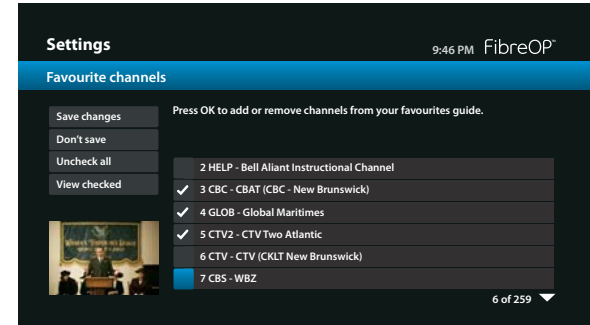 Settings
9:46 PM FibreOP™
Favourite channels
Save changes
Don't save
Uncheck all
View checked
Press OK to add or remove channels from your favourites guide.
2 HELP - Bell Aliant Instructional Channel
3 CBC - CBAT (CBC - New Brunswick)
4 GLOB - Global Maritimes
5 CTV2 - CTV Two Atlantic
6 CTV - CTV (CKLT New Brunswick)
7 CBS - WBZ
6 of 259